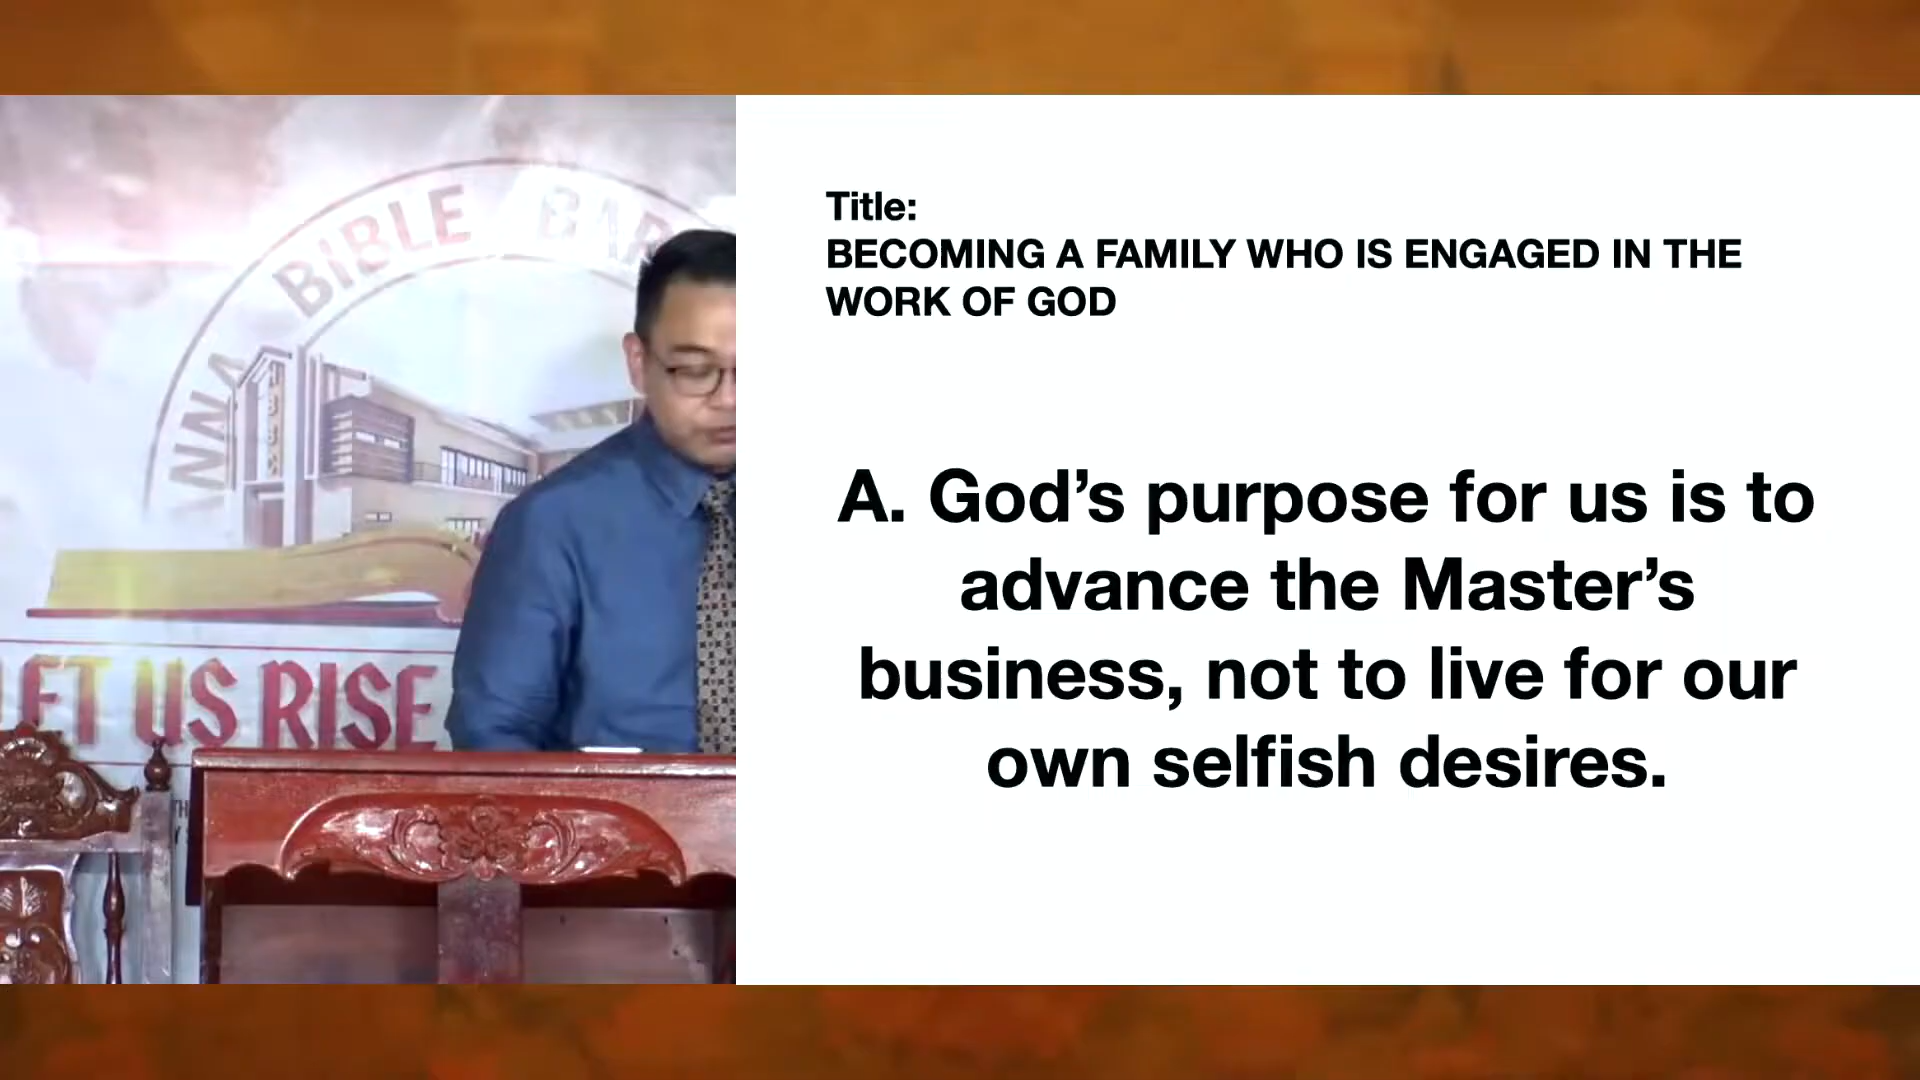 BIBLE
LET US RISE
Title:
BECOMING A FAMILY WHO IS ENGAGED IN THE
WORK OF GOD
A. God’s purpose for us is to
advance the Master’s
business, not to live for our
own selfish desires.